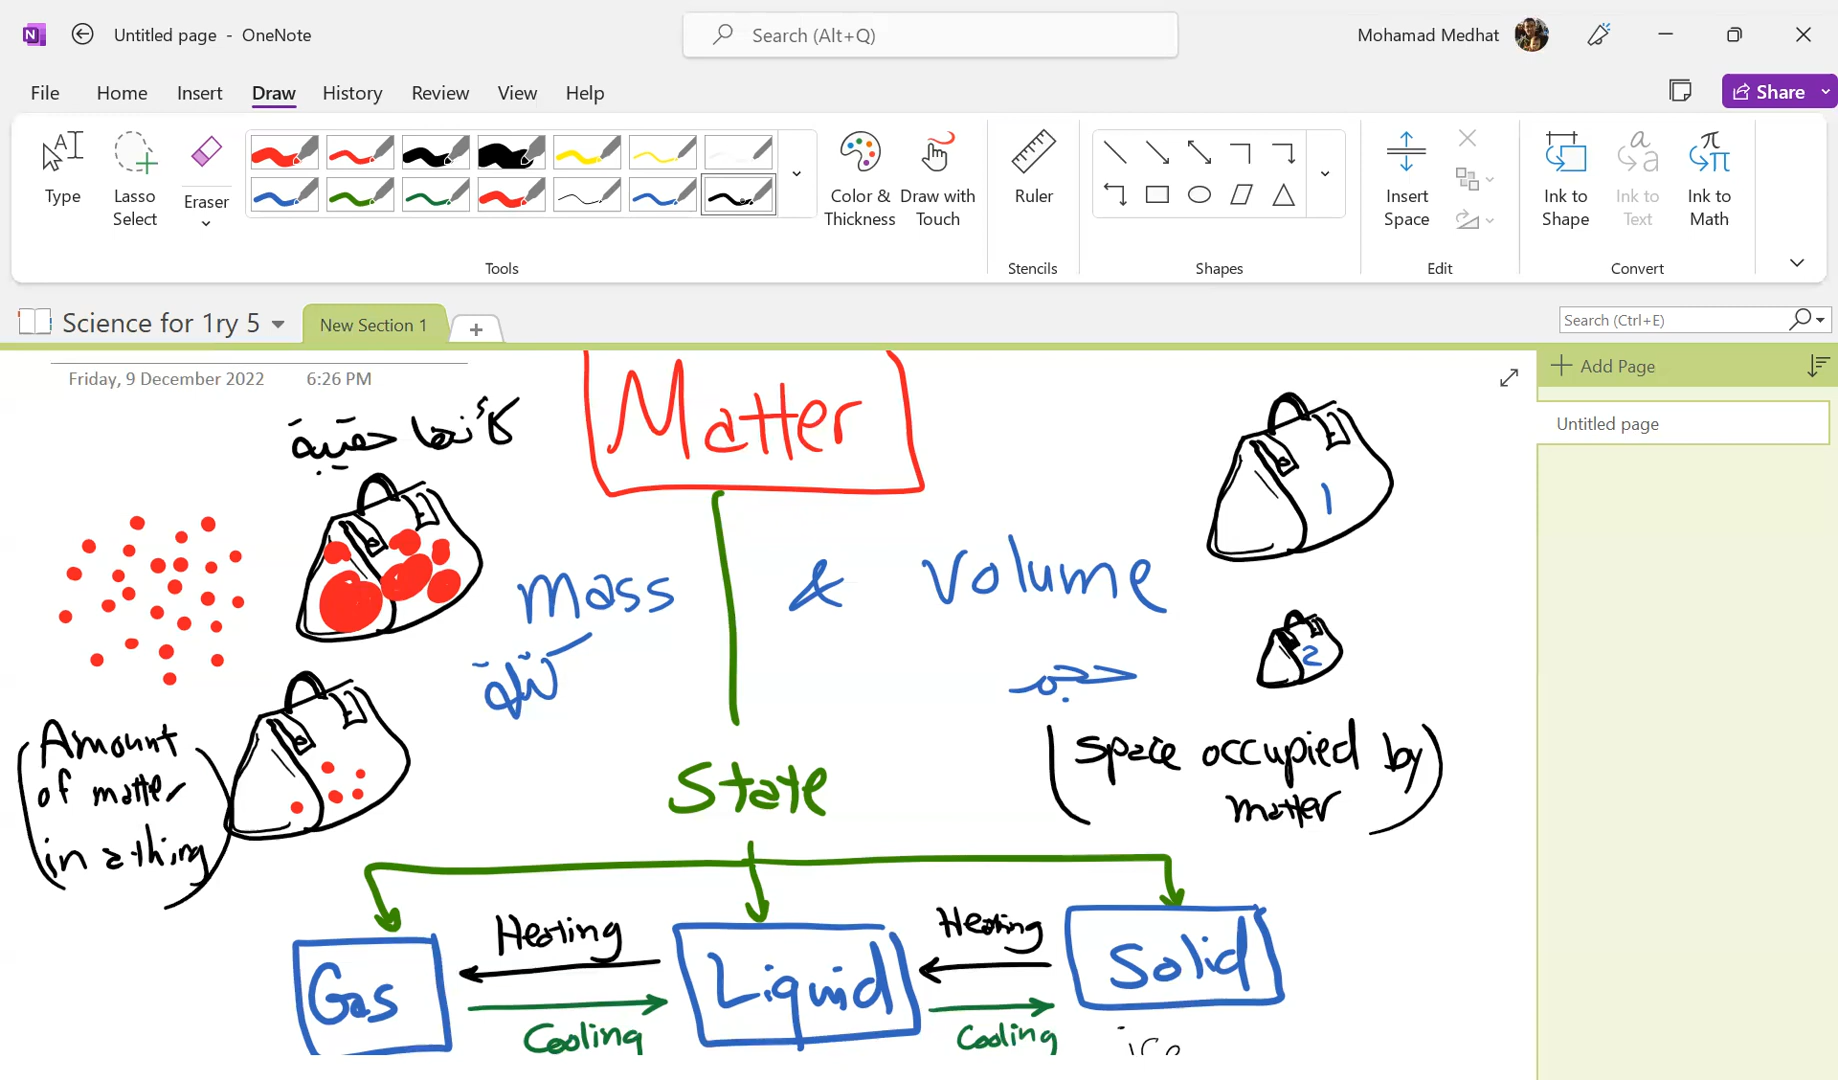 Untitled page - OneNote
Search (Alt+Q)
Mohamad Medhat
File Home Insert Draw History Review View Help
Share
Type
Lasso Select
Eraser
Color & Thickness
Draw with Touch
Ruler
Insert Space
Ink to Shape
Ink to Text
Ink to Math
Tools
Stencils
Shapes
Edit
Convert
Science for 1ry 5
New Section 1
Search (Ctrl+E)
Add Page
Untitled page
Friday, 9 December 2022 6:26 PM
Matter
كأنها حقيبة
1
mass & Volume
2
(Amount
of matter
in a thing)
(Space occupied by
matter)
State
Heating
Heating
Gas
Liquid
Solid
Cooling
Cooling
ice